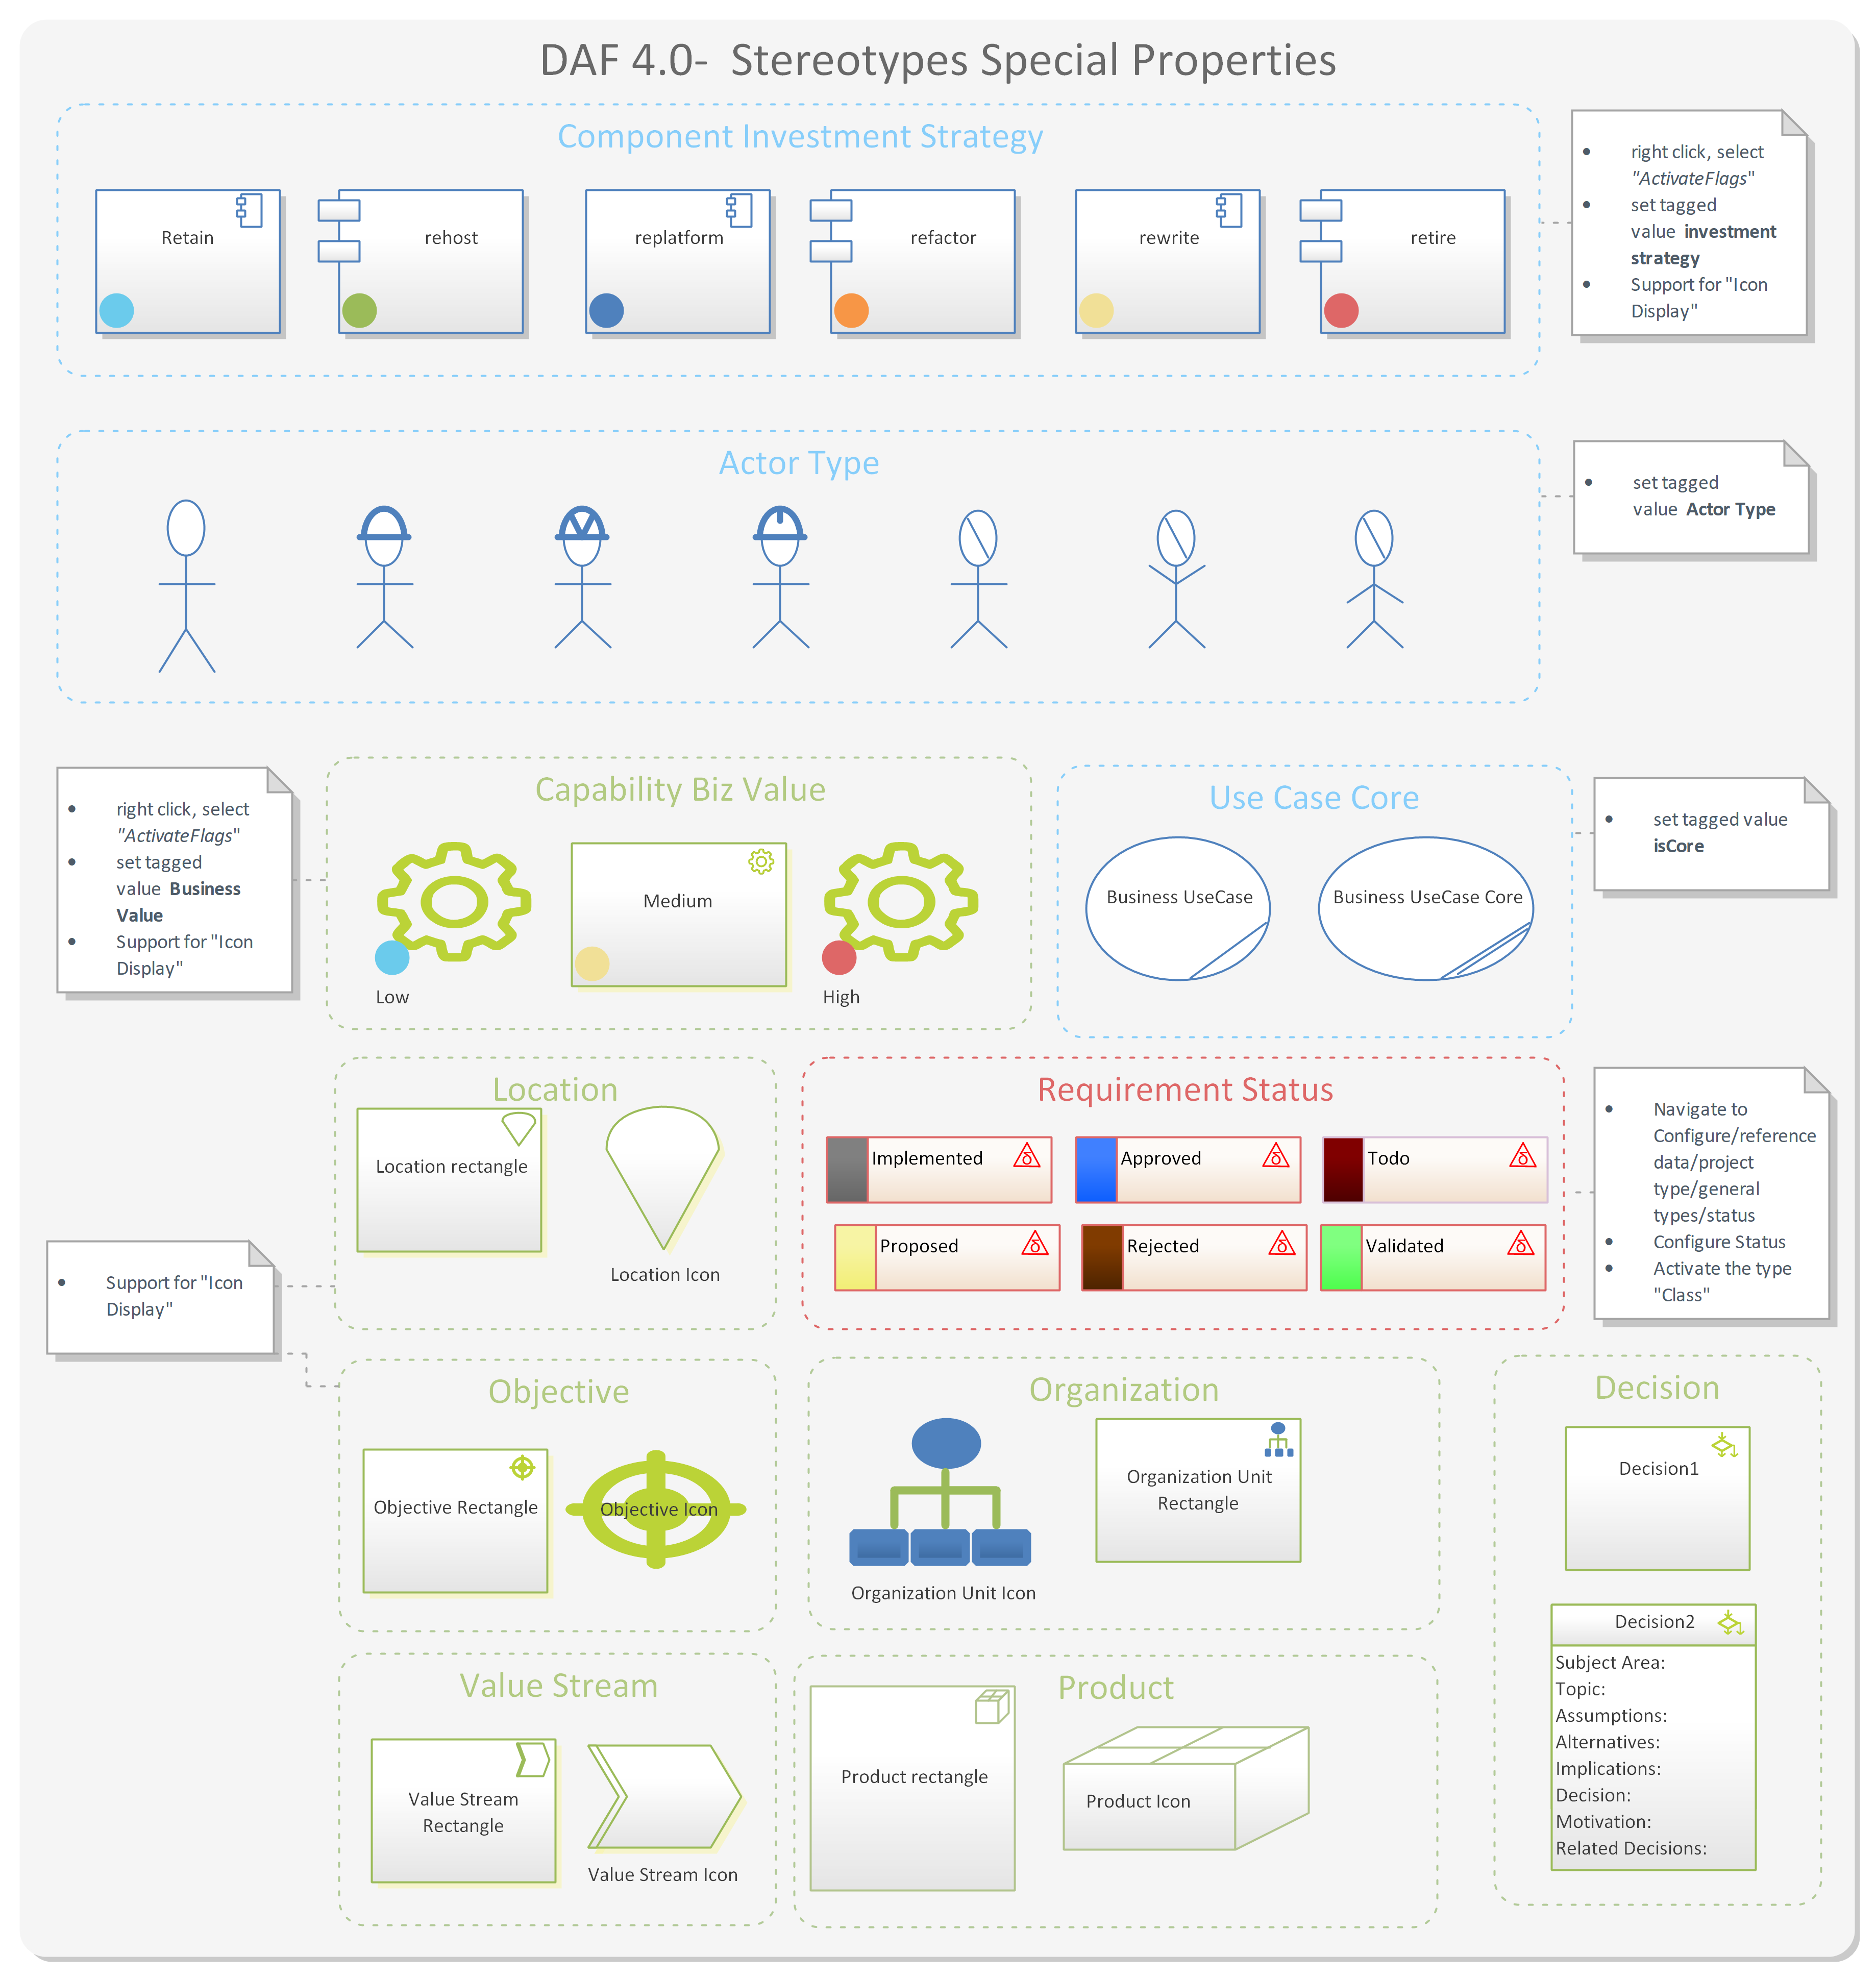 DAF 4.0-  Stereotypes Special Properties
Component Investment Strategy
Retain
rehost
replatform
refactor
rewrite
retire
• right click, select
"ActivateFlags"
• set tagged
value investment
strategy
• Support for "Icon
Display"
Actor Type
• set tagged
value Actor Type
• right click, select
"ActivateFlags"
• set tagged
value Business
Value
• Support for "Icon
Display"
Capability Biz Value
Low
Medium
High
Use Case Core
Business UseCase
Business UseCase Core
• set tagged value
isCore
Location
Location rectangle
Location Icon
Requirement Status
Implemented
Approved
Todo
Proposed
Rejected
Validated
• Navigate to
Configure/reference
data/project
type/general
types/status
• Configure Status
• Activate the type
"Class"
• Support for "Icon
Display"
Objective
Objective Rectangle
Objective Icon
Organization
Organization Unit Icon
Organization Unit
Rectangle
Decision
Decision1
Decision2
Subject Area:
Topic:
Assumptions:
Alternatives:
Implications:
Decision:
Motivation:
Related Decisions:
Value Stream
Value Stream
Rectangle
Value Stream Icon
Product
Product rectangle
Product Icon